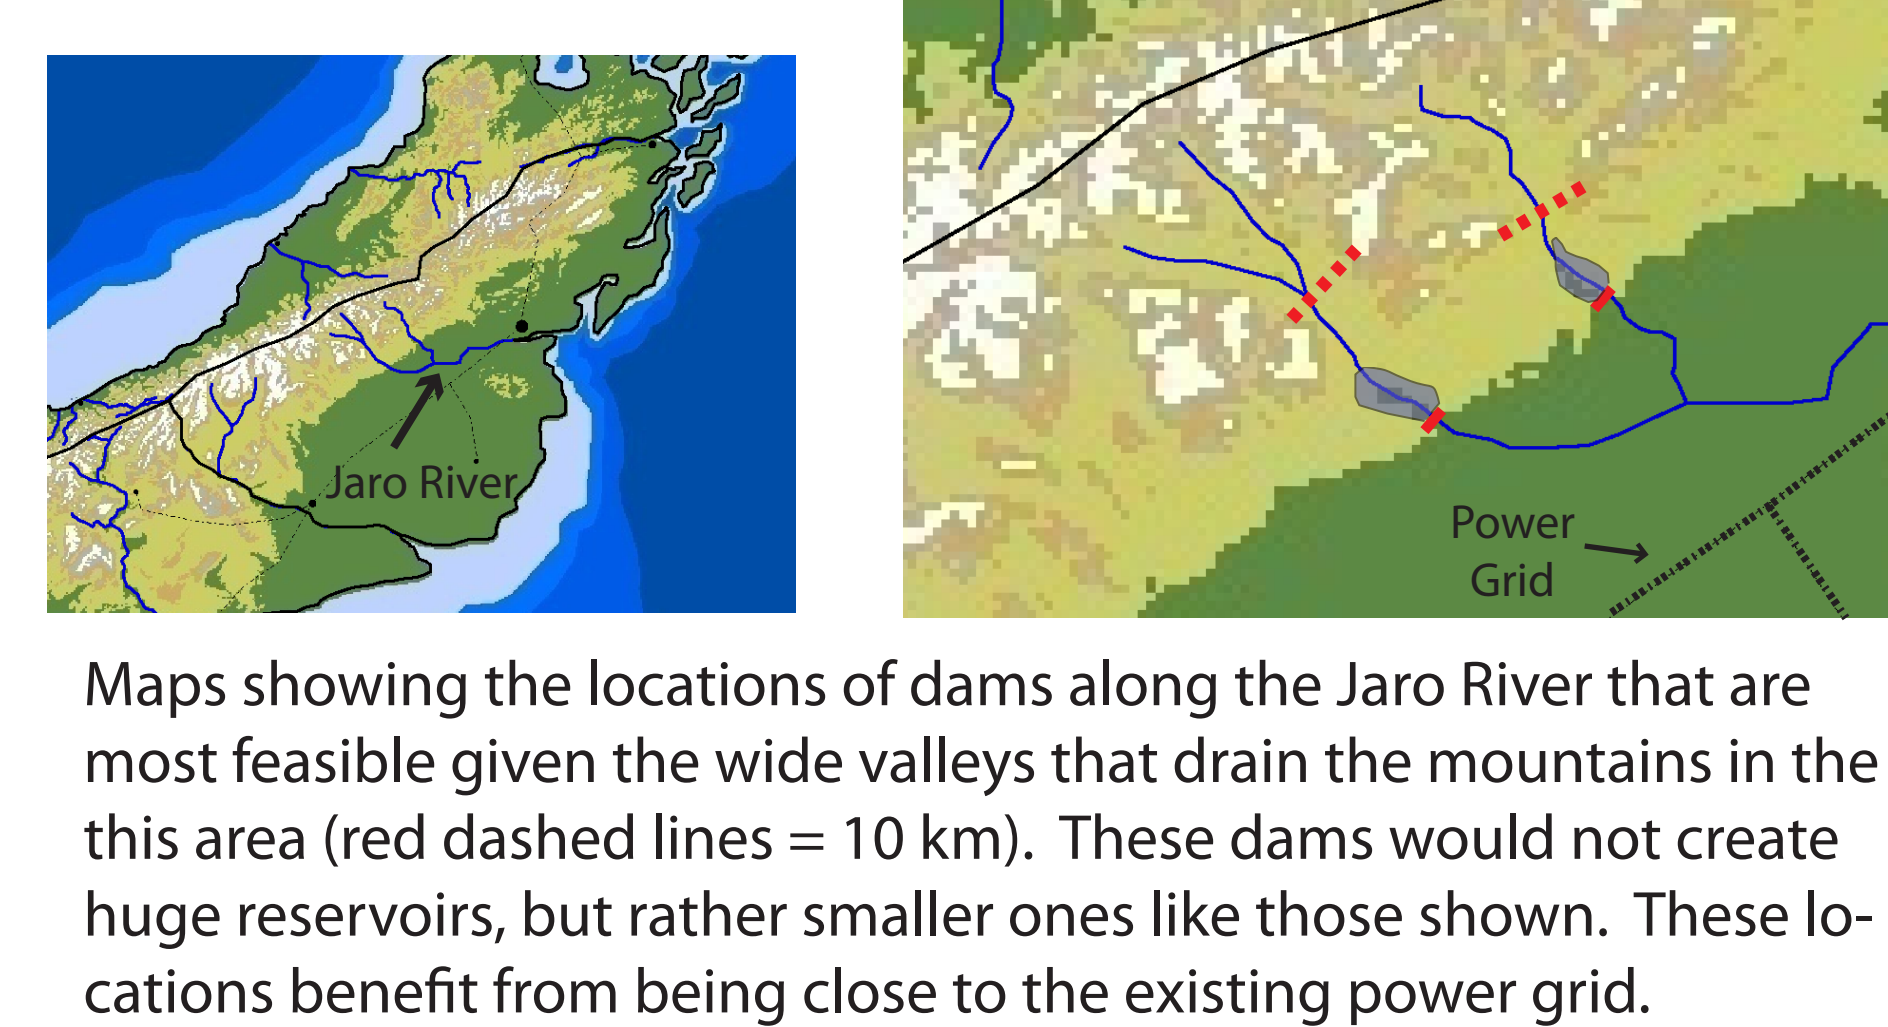 Jaro River
Power
Grid
Maps showing the locations of dams along the Jaro River that are
most feasible given the wide valleys that drain the mountains in the
this area (red dashed lines = 10 km).  These dams would not create
huge reservoirs, but rather smaller ones like those shown.  These lo-
cations benefit from being close to the existing power grid.